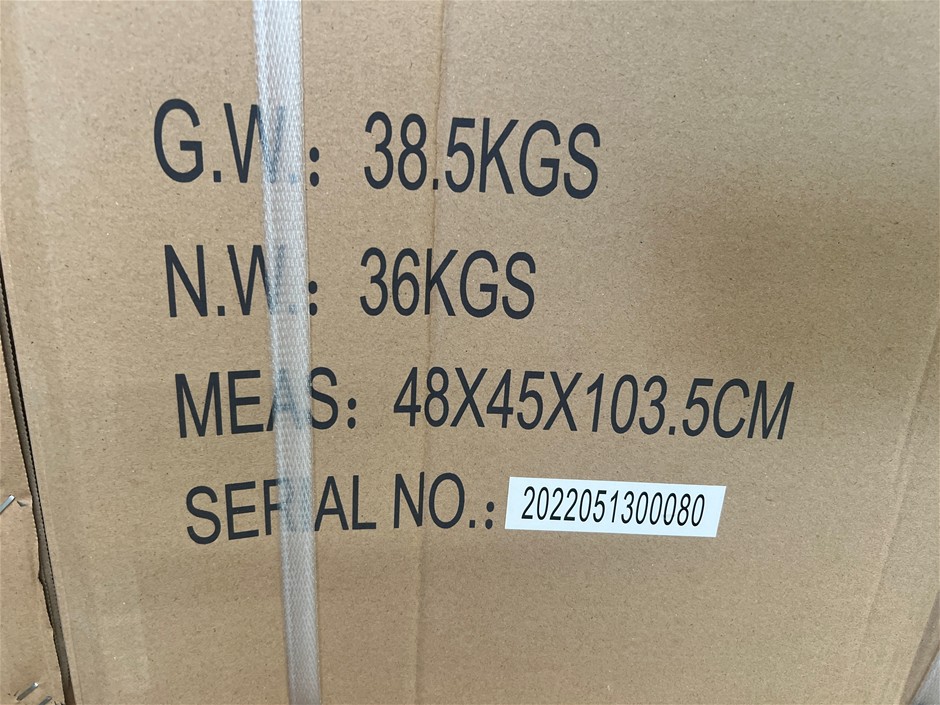 G.W.: 38.5KGS
N.W.: 36KGS
MEAS: 48X45X103.5CM
SERIAL NO.: 2022051300080